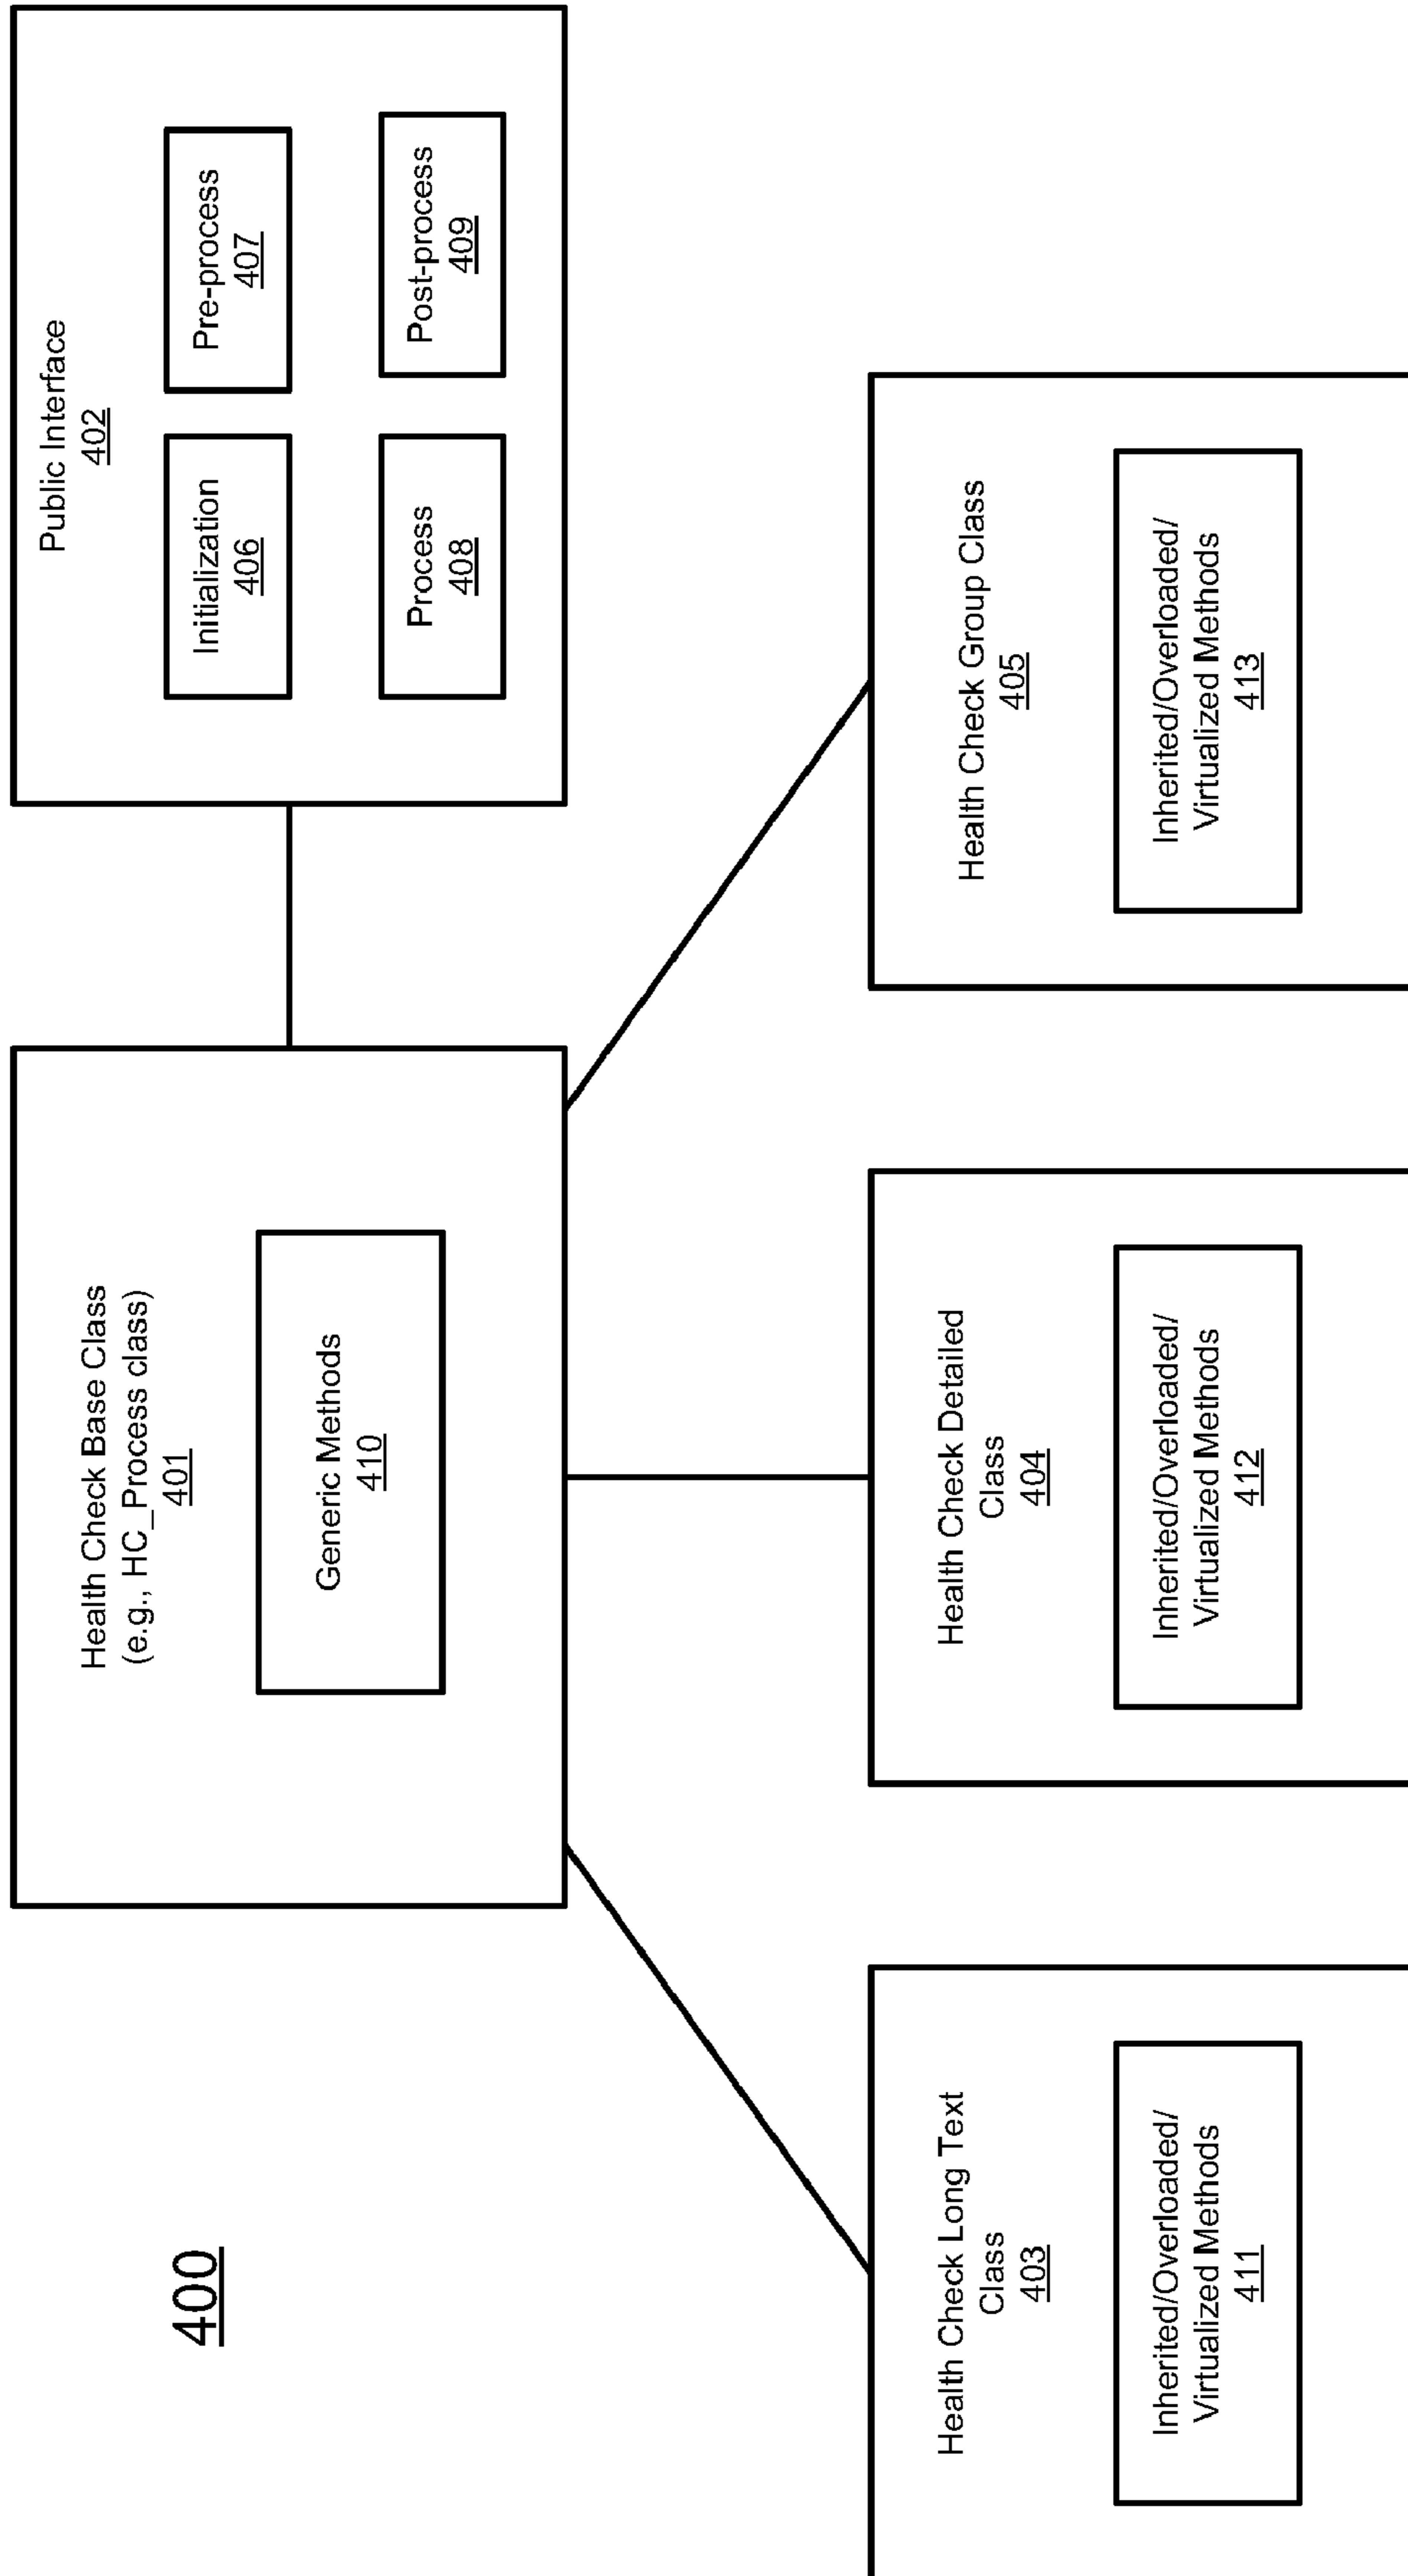 400
Health Check Base Class
(e.g., HC_Process class)
401
Generic Methods
410
Public Interface
402
Initialization
406
Pre-process
407
Process
408
Post-process
409
Health Check Long Text
Class
403
Inherited/Overloaded/
Virtualized Methods
411
Health Check Detailed
Class
404
Inherited/Overloaded/
Virtualized Methods
412
Health Check Group Class
405
Inherited/Overloaded/
Virtualized Methods
413